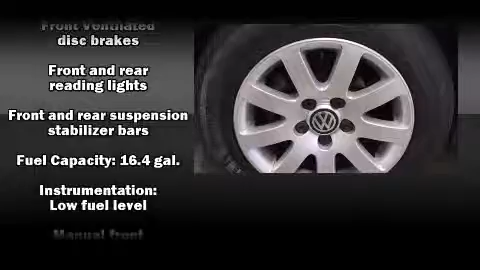 Front Ventilated
disc brakes
Front and rear
reading lights
Front and rear suspension
stabilizer bars
Fuel Capacity: 16.4 gal.
Instrumentation:
Low fuel level
Manual front